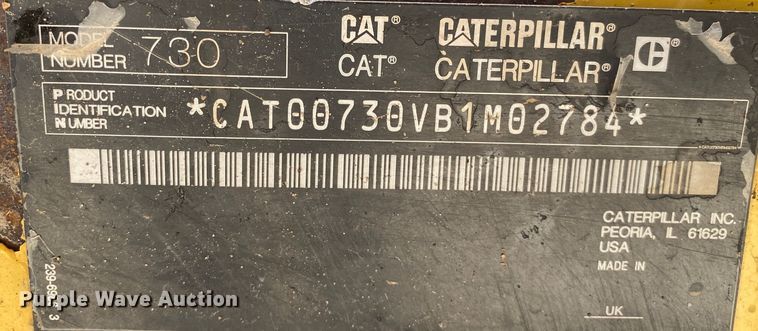 MODEL NUMBER 730
CAT® CATERPILLAR®
CAT® CATERPILLAR®
PRODUCT
IDENTIFICATION
NUMBER
*CAT00730VB1M02784*
CATERPILLAR INC.
PEORIA, IL 61629
USA
MADE IN
UK
Purple Wave Auction